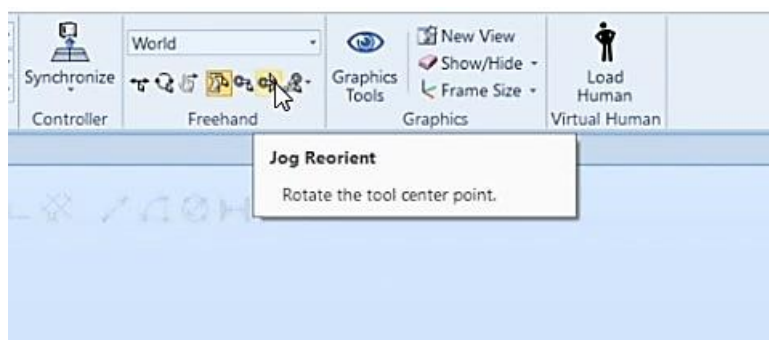 World
New View
Show/Hide
Frame Size
Synchronize
Graphics
Tools
Load
Human
Controller
Freehand
Graphics
Virtual Human
Jog Reorient
Rotate the tool center point.